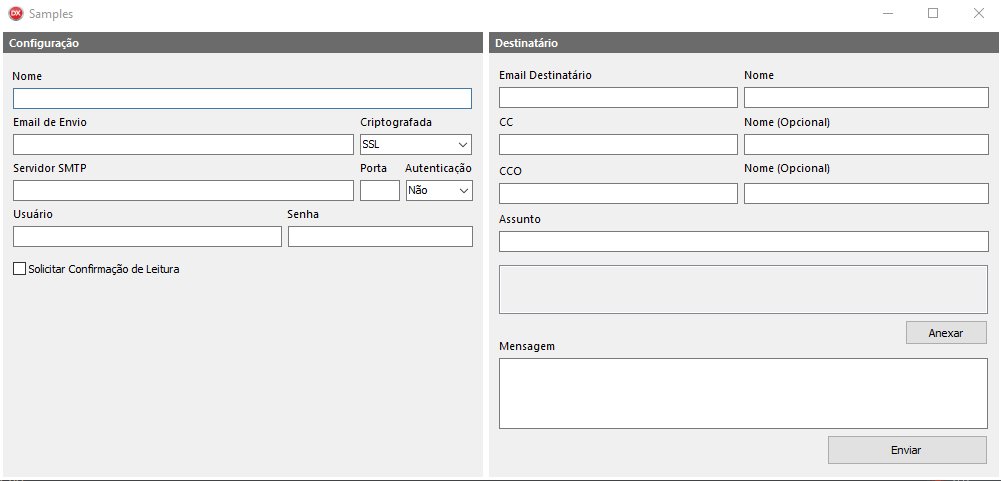 DX Samples
Configuração
Nome
Email de Envio Criptografada
SSL
Servidor SMTP Porta Autenticação
Não
Usuário Senha
Solicitar Confirmação de Leitura
Destinatário
Email Destinatário Nome
CC Nome (Opcional)
CCO Nome (Opcional)
Assunto
Anexar
Mensagem
Enviar